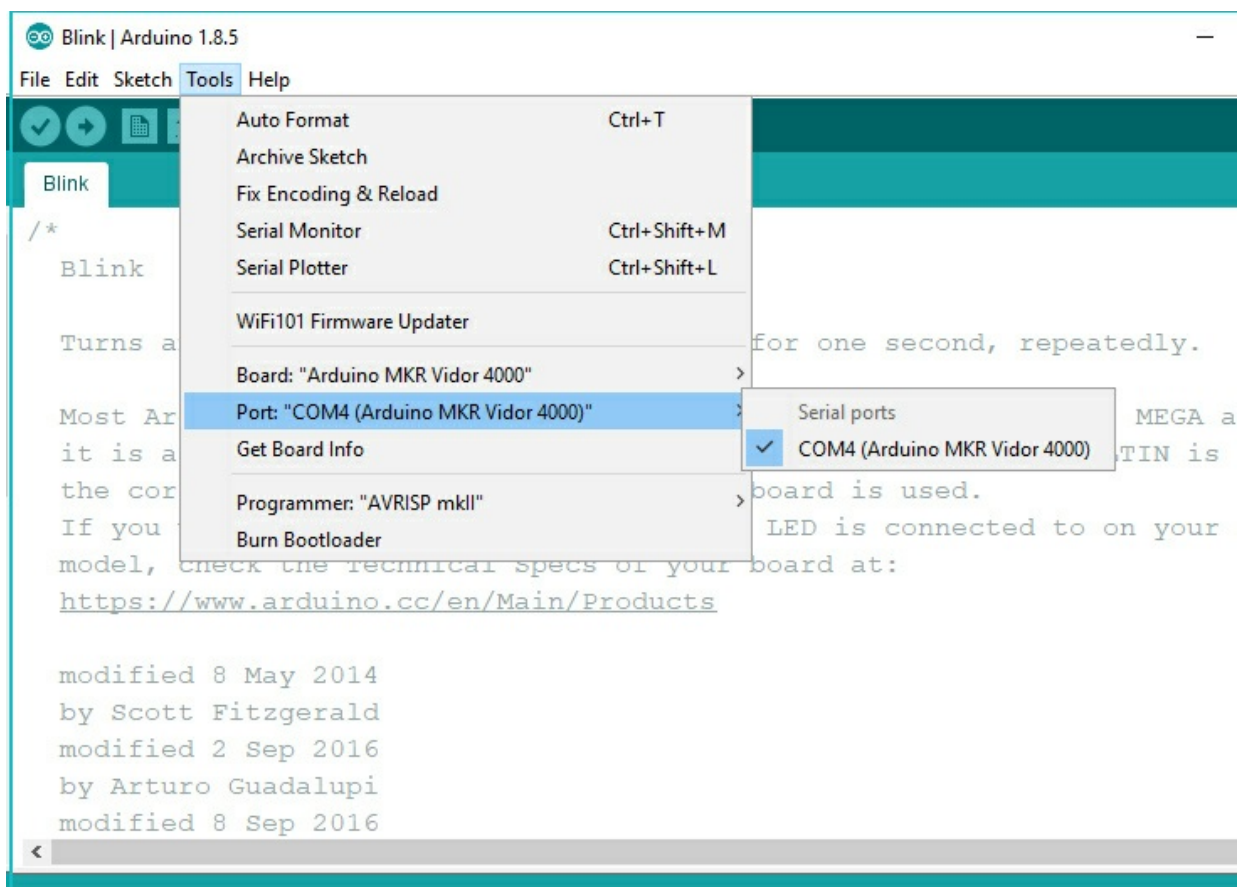 Blink | Arduino 1.8.5
File Edit Sketch Tools Help
Auto Format Ctrl+T
Archive Sketch
Fix Encoding & Reload
Serial Monitor Ctrl+Shift+M
Serial Plotter Ctrl+Shift+L
WiFi101 Firmware Updater
Board: "Arduino MKR Vidor 4000"
Port: "COM4 (Arduino MKR Vidor 4000)"
Get Board Info
Programmer: "AVRISP mkII"
Burn Bootloader
Serial ports
COM4 (Arduino MKR Vidor 4000)
Blink
/*
Blink
Turns a for one second, repeatedly.
Most Ar MEGA a
it is a TIN is
the cor board is used.
If you LED is connected to on your
model, check the Technical Specs of your board at:
https://www.arduino.cc/en/Main/Products
modified 8 May 2014
by Scott Fitzgerald
modified 2 Sep 2016
by Arturo Guadalupi
modified 8 Sep 2016